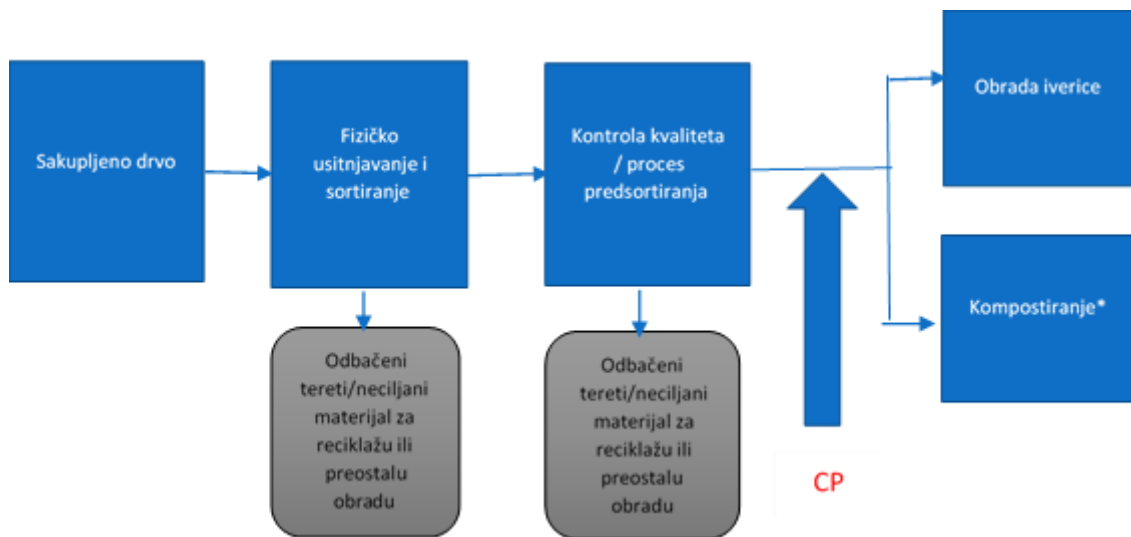 Sakupljeno drvo
Fizičko
usitnjavanje i
sortiranje
Kontrola kvaliteta
/ proces
predsortiranja
Obrada iverice
Kompostiranje*
Odbačeni
tereti/neciljani
materijal za
reciklažu ili
preostalu
obradu
Odbačeni
tereti/neciljani
materijal za
reciklažu ili
preostalu
obradu
CP